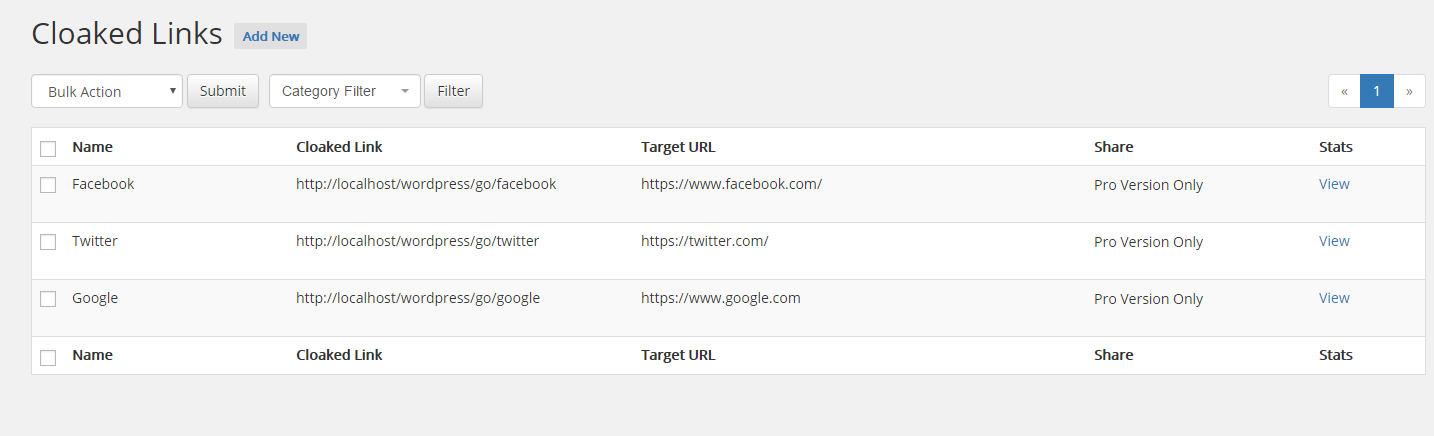 Cloaked Links Add New
Bulk Action Submit Category Filter Filter « 1 »
Name Cloaked Link Target URL Share Stats
Facebook http://localhost/wordpress/go/facebook https://www.facebook.com/ Pro Version Only View
Twitter http://localhost/wordpress/go/twitter https://twitter.com/ Pro Version Only View
Google http://localhost/wordpress/go/google https://www.google.com Pro Version Only View
Name Cloaked Link Target URL Share Stats